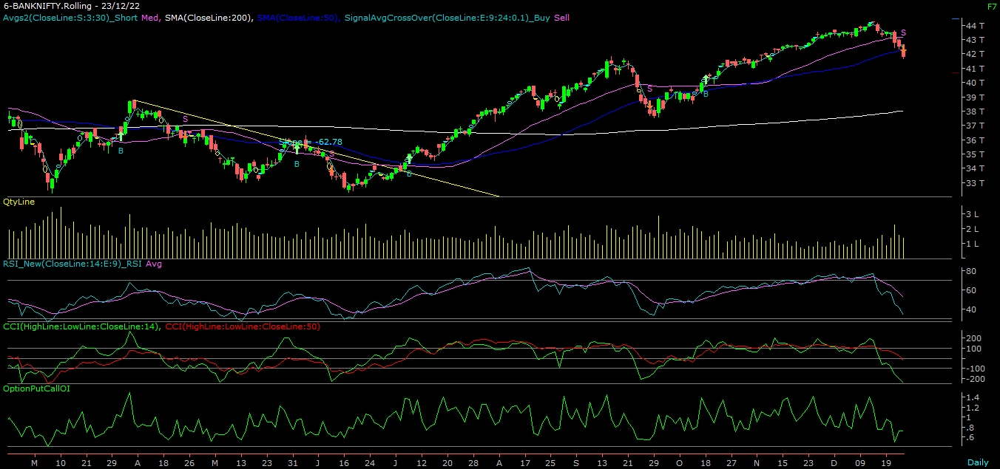 6-BANKNIFTY.Rolling - 23/12/22 F7
Avgs2(CloseLine:S:3:30)_Short Med, SMA(CloseLine:200), SMA(CloseLine:50), SignalAvgCrossOver(CloseLine:E:9:24:0.1)_Buy Sell
44 T
S
43 T
42 T
41 T
40 T
S
B
39 T
S
38 T
37 T
Slope = -62.78
36 T
B
S
35 T
B
34 T
B
33 T
QtyLine
3 L
2 L
1 L
RSI_New(CloseLine:14:E:9)_RSI Avg
80
60
40
CCI(HighLine:LowLine:CloseLine:14), CCI(HighLine:LowLine:CloseLine:50)
200
100
-100
-200
OptionPutCallOI
1.4
1.2
1
.8
.6
M 10 21 29 A 18 26 M 13 23 31 J 16 24 J 12 20 28 A 17 25 S 13 21 29 O 18 27 N 15 23 D 09 19 Daily